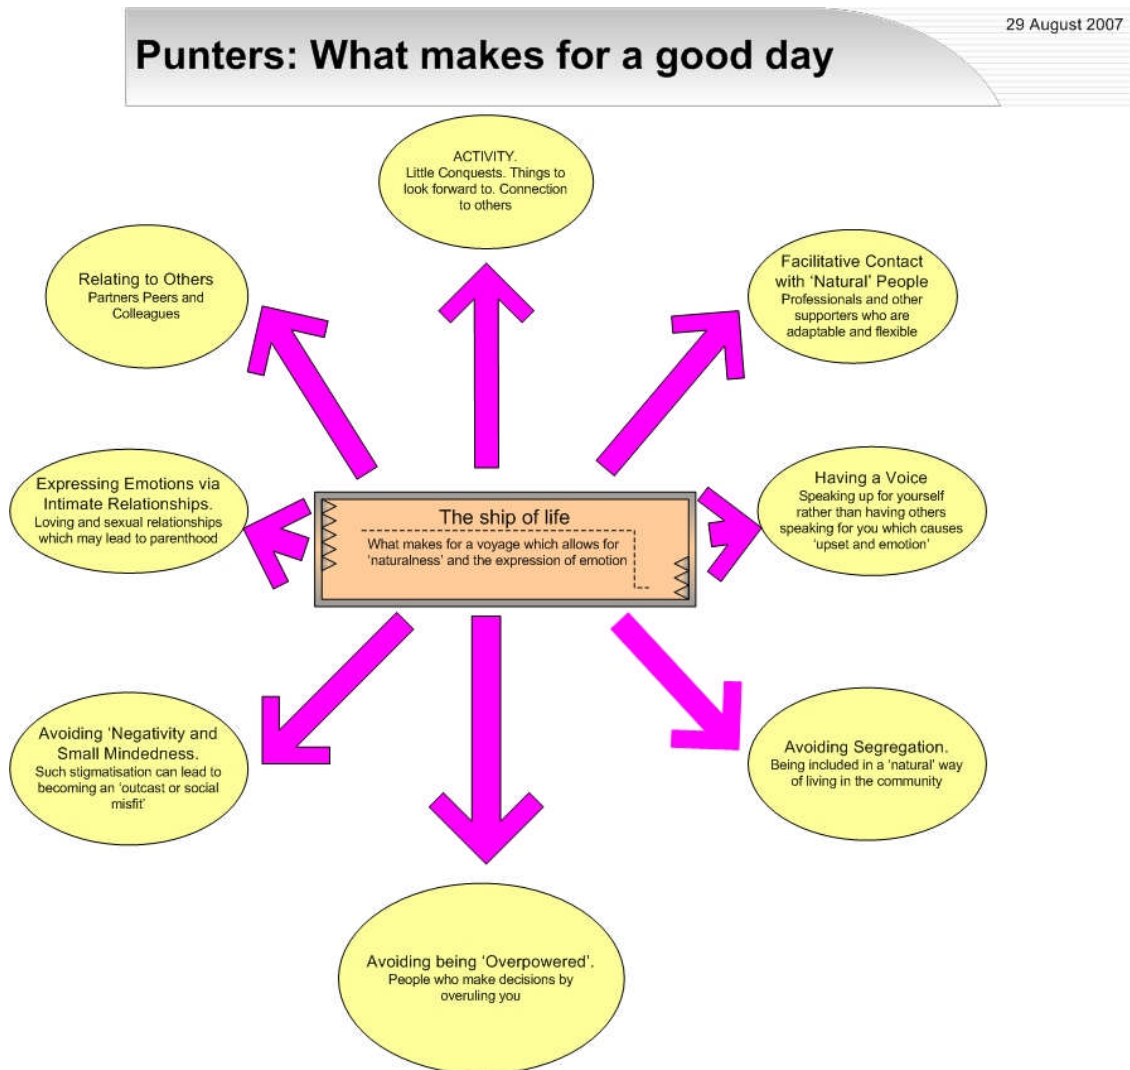 29 August 2007
Punters: What makes for a good day
ACTIVITY.
Little Conquests. Things to
look forward to. Connection
to others
Relating to Others
Partners Peers and
Colleagues
Facilitative Contact
with 'Natural' People
Professionals and other
supporters who are
adaptable and flexible
Expressing Emotions via
Intimate Relationships.
Loving and sexual relationships
which may lead to parenthood
The ship of life
What makes for a voyage which allows for
'naturalness' and the expression of emotion
Having a Voice
Speaking up for yourself
rather than having others
speaking for you which causes
'upset and emotion'
Avoiding 'Negativity and
Small Mindedness.
Such stigmatisation can lead to
becoming an 'outcast or social
misfit'
Avoiding Segregation.
Being included in a 'natural' way
of living in the community
Avoiding being 'Overpowered'.
People who make decisions by
overuling you